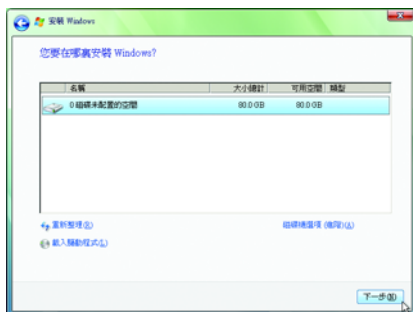 安裝 Windows
您要在哪裏安裝 Windows?
名稱 大小總計 可用空間 類型
0 磁碟未配置的空間 80.0 GB 80.0 GB
重新整理(R) 磁碟機選項 (進階)(A)
載入驅動程式(L)
下一步(N)